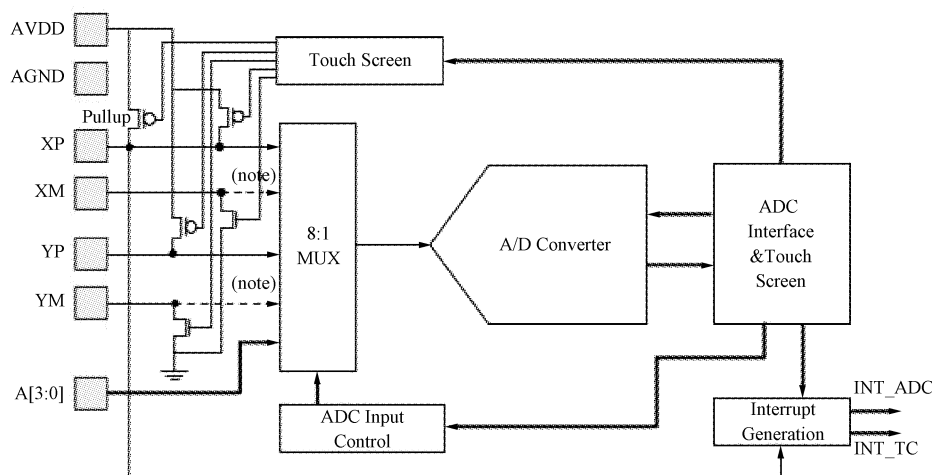 AVDD
AGND
Pullup
XP
XM
YP
YM
A[3:0]
Touch Screen
(note)
(note)
8:1
MUX
A/D Converter
ADC
Interface
&Touch
Screen
ADC Input
Control
Interrupt
Generation
INT_ADC
INT_TC